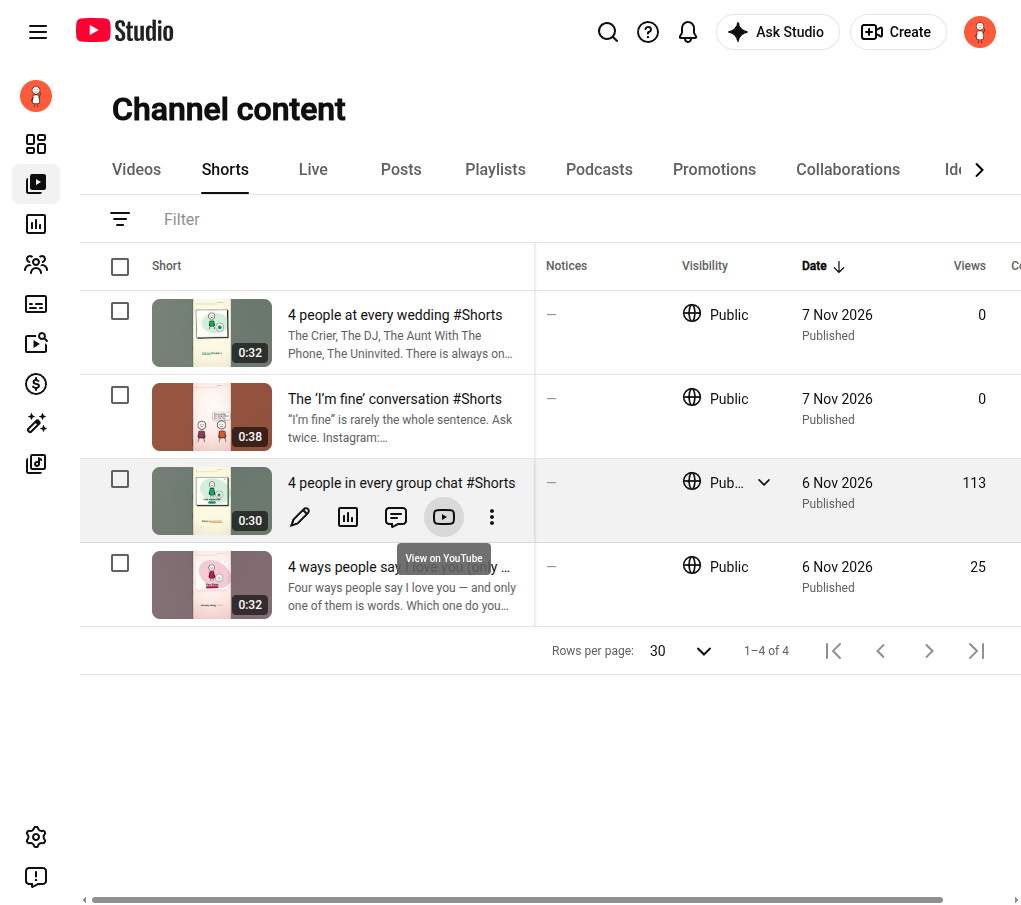 Studio
Ask Studio
Create
Channel content
Videos Shorts Live Posts Playlists Podcasts Promotions Collaborations
Filter
Short Notices Visibility Date Views
4 people at every wedding #Shorts
The Crier, The DJ, The Aunt With The
Phone, The Uninvited. There is always on…
0:32
– Public 7 Nov 2026 0
Published
The ‘I’m fine’ conversation #Shorts
“I’m fine” is rarely the whole sentence. Ask
twice. Instagram:…
0:38
– Public 7 Nov 2026 0
Published
4 people in every group chat #Shorts
0:30
– Pub… 6 Nov 2026 113
Published
View on YouTube
4 ways people say I love you (only …
Four ways people say I love you — and only
one of them is words. Which one do you…
0:32
– Public 6 Nov 2026 25
Published
Rows per page: 30 1–4 of 4